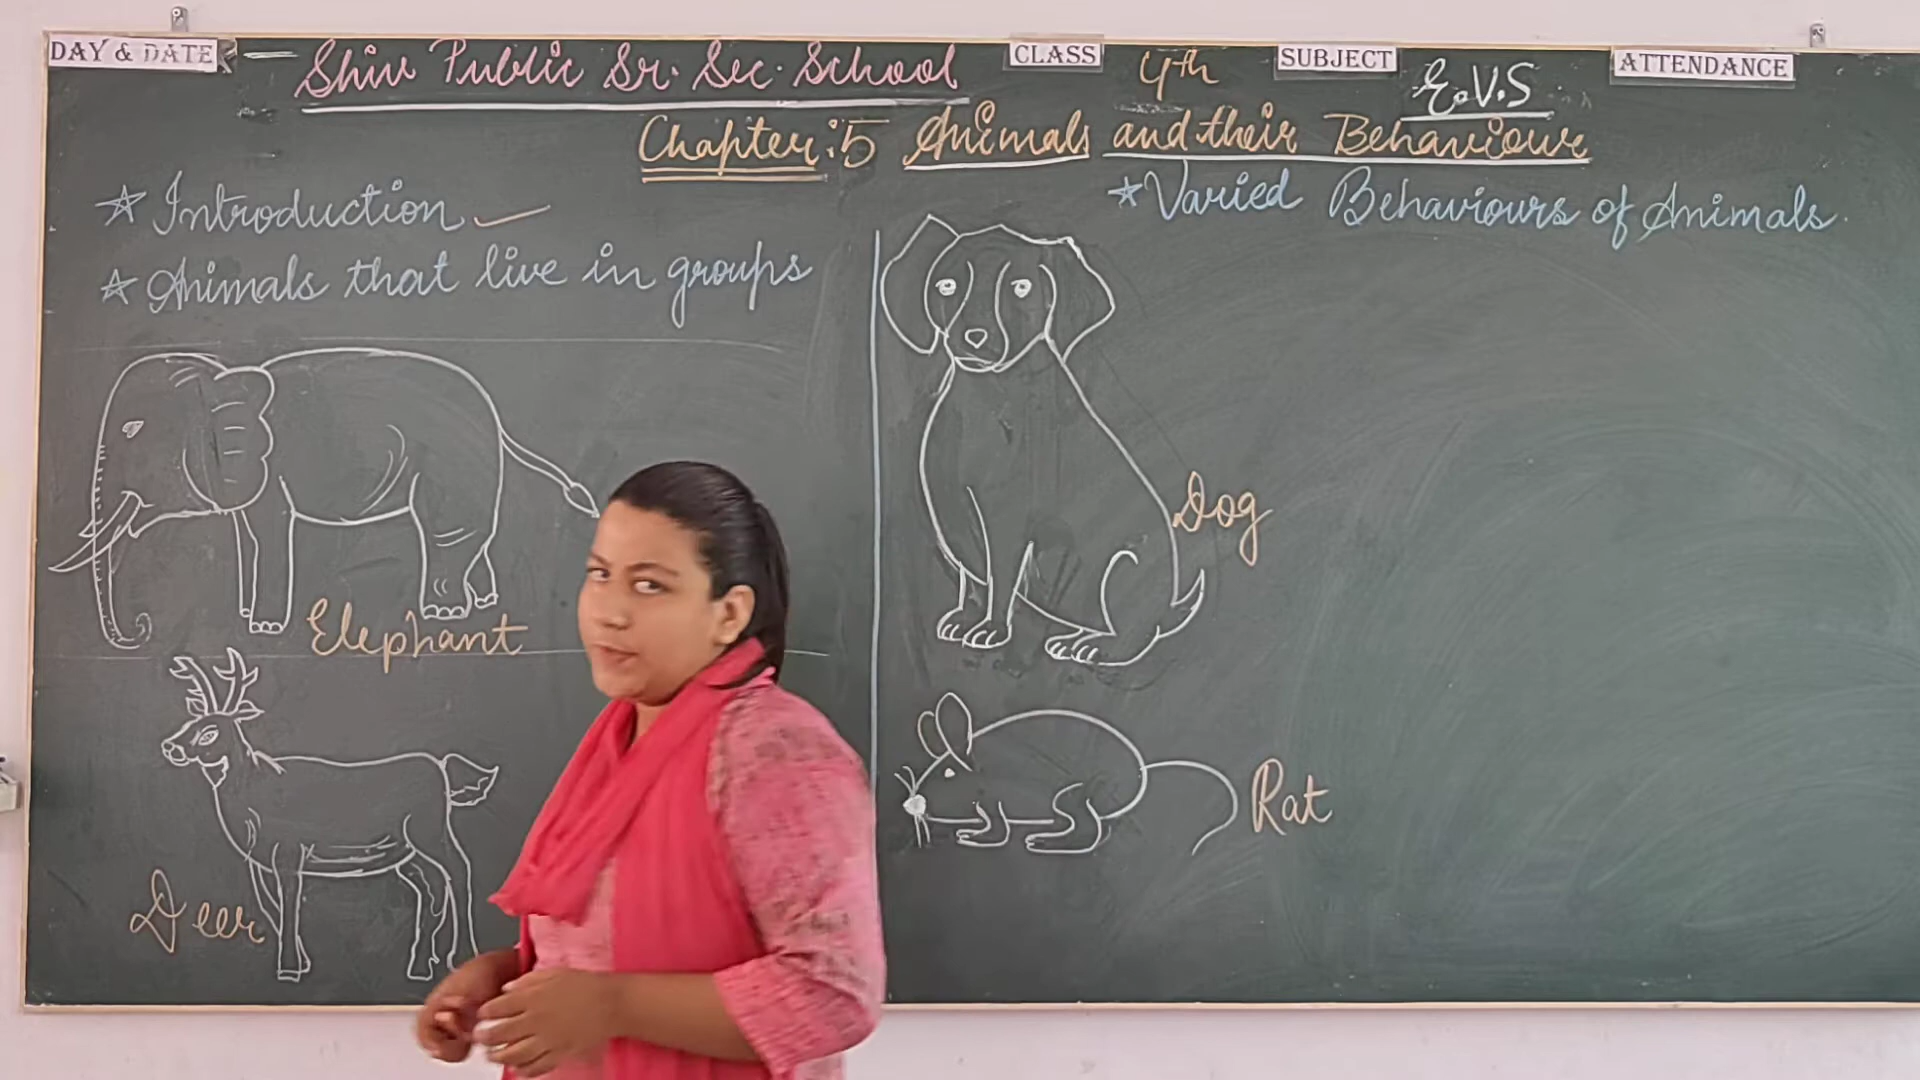 DAY & DATE
Shiv Public Sr. Sec. School
CLASS
4th
SUBJECT
E.V.S
ATTENDANCE
Chapter:5 Animals and their Behaviour
☆ Introduction
☆ Animals that live in groups
☆ Varied Behaviours of Animals.
Elephant
Deer
Dog
Rat